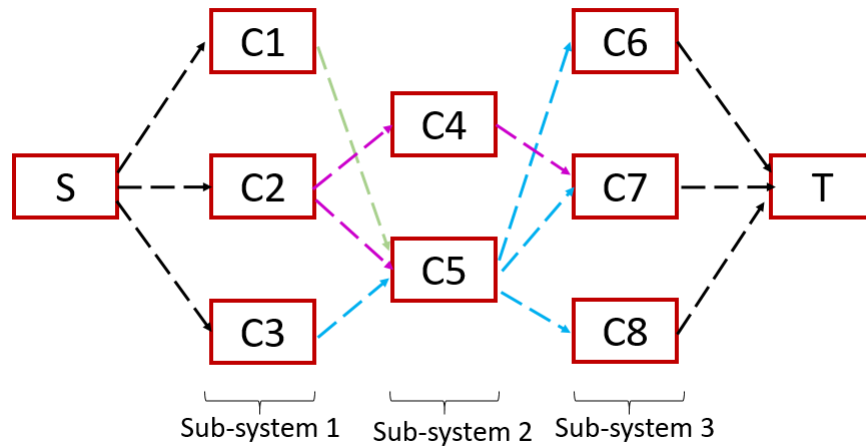 C1
C6
C4
S
C2
C7
T
C5
C3
C8
Sub-system 1
Sub-system 2
Sub-system 3